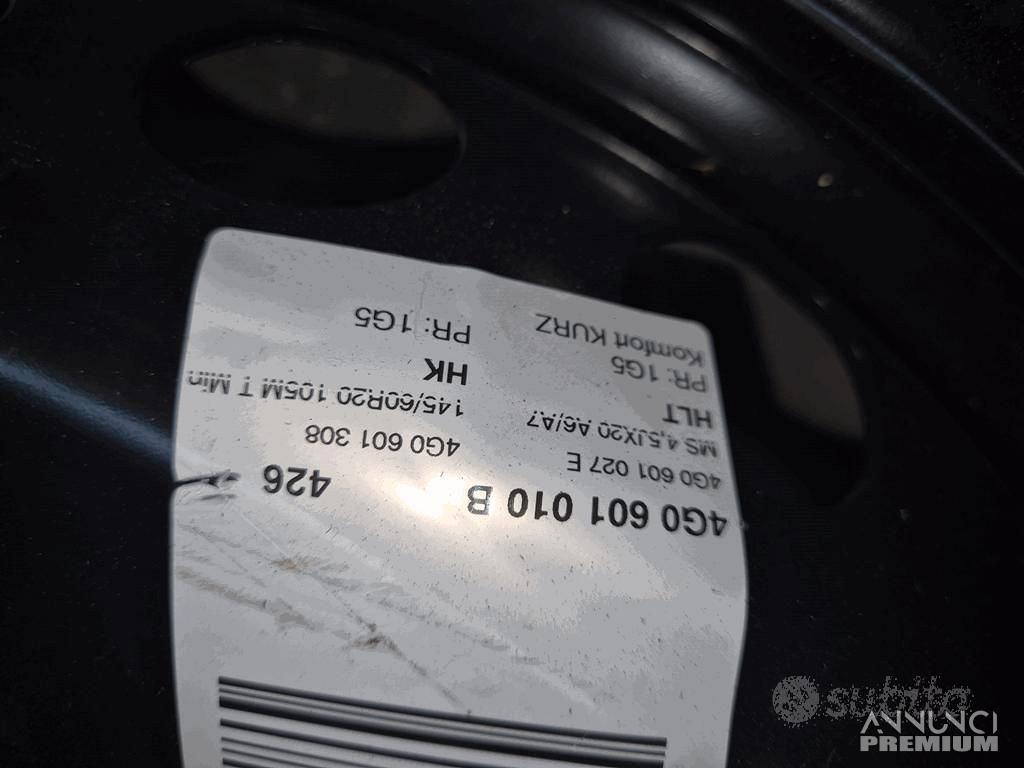 4G0 601 010 B 426
4G0 601 027 E 4G0 601 308
MS 4,5JX20 A6/A7 145/60R20 105M T Min
HLT HK
PR: 1G5 PR: 1G5
Komfort KURZ
subito
ANNUNCI
PREMIUM